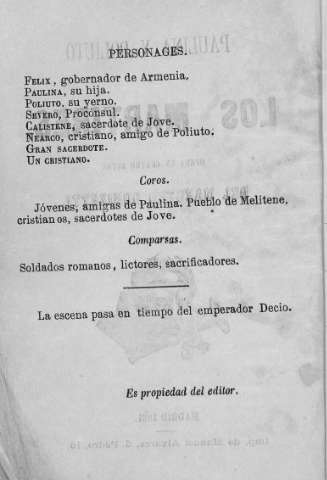 PERSONAGES.
FELIX, gobernador de Armenia.
PAULINA, su hija.
POLIUTO, su yerno.
SEVERO, Procónsul.
CALISTENE, sacerdote de Jove.
NEARCO, cristiano, amigo de Poliuto.
GRAN SACERDOTE.
UN CRISTIANO.
Coros.
Jóvenes, amigas de Paulina, Pueblo de Melitene,
cristianos, sacerdotes de Jove.
Comparsas.
Soldados romanos, lictores, sacrificadores.
La escena pasa en tiempo del emperador Decio.
Es propiedad del editor.